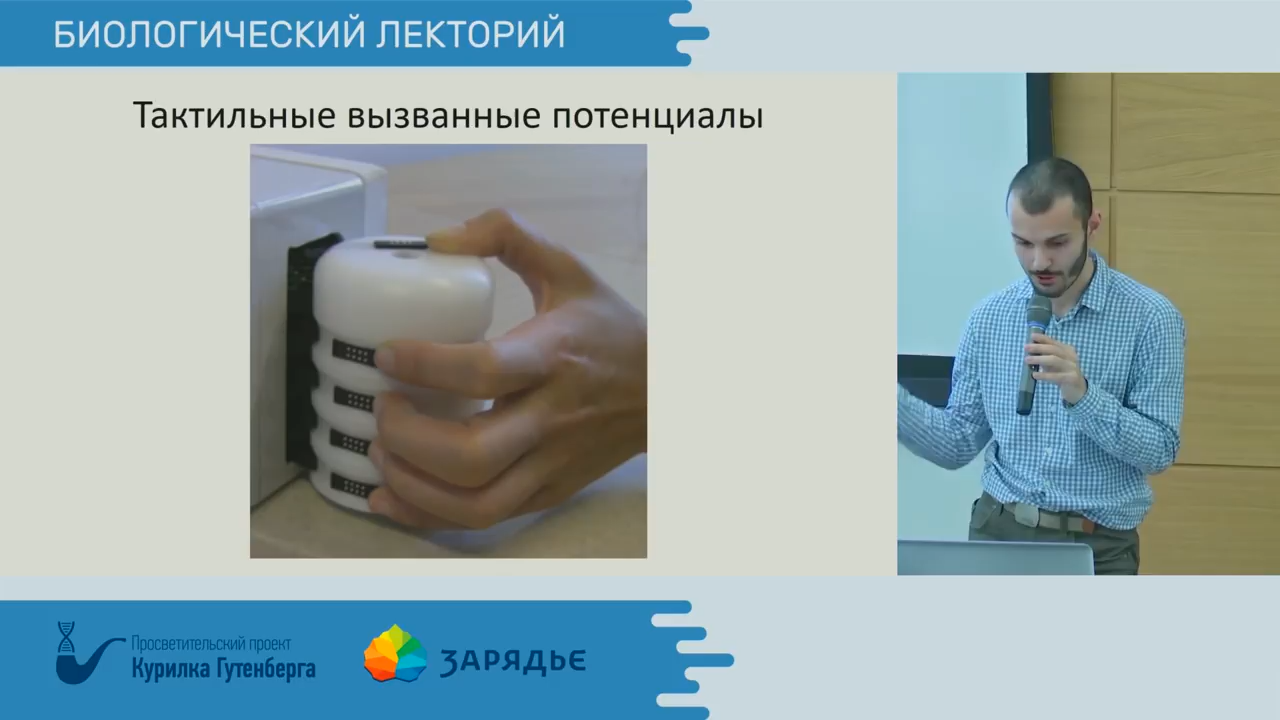 БИОЛОГИЧЕСКИЙ ЛЕКТОРИЙ
Тактильные вызванные потенциалы
Просветительский проект
Курилка Гутенберга
ЗАРЯДЬЕ